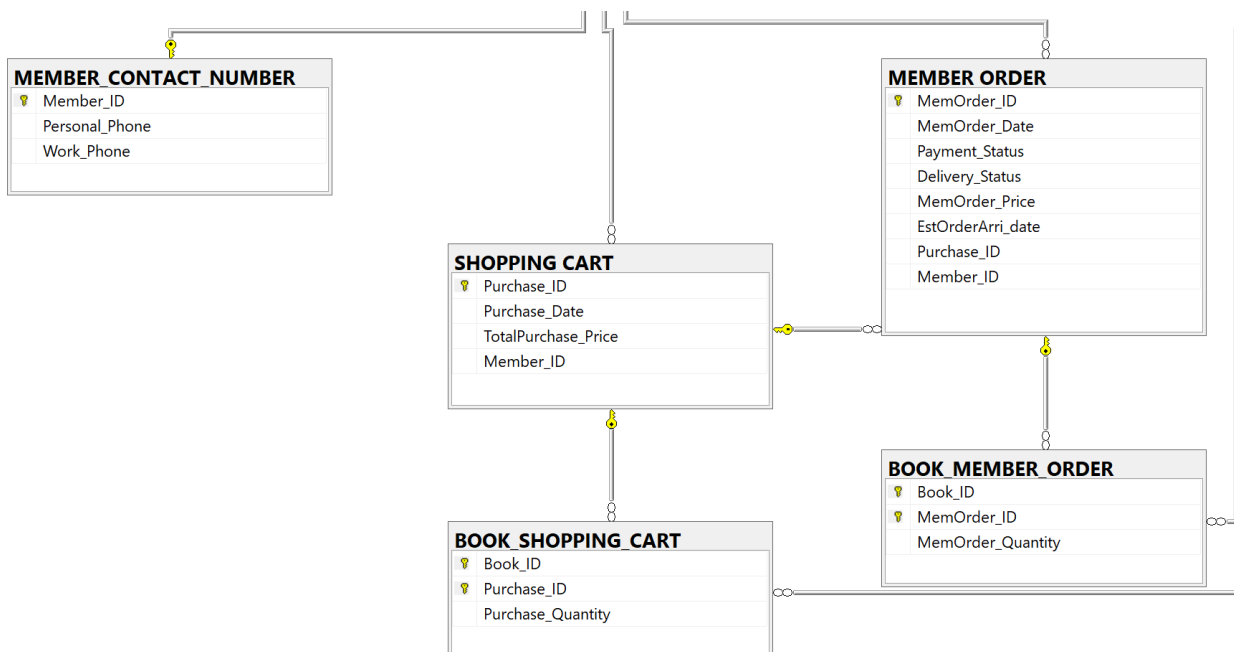 MEMBER_CONTACT_NUMBER
Member_ID
Personal_Phone
Work_Phone
MEMBER ORDER
MemOrder_ID
MemOrder_Date
Payment_Status
Delivery_Status
MemOrder_Price
EstOrderArri_date
Purchase_ID
Member_ID
SHOPPING CART
Purchase_ID
Purchase_Date
TotalPurchase_Price
Member_ID
BOOK_MEMBER_ORDER
Book_ID
MemOrder_ID
MemOrder_Quantity
BOOK_SHOPPING_CART
Book_ID
Purchase_ID
Purchase_Quantity